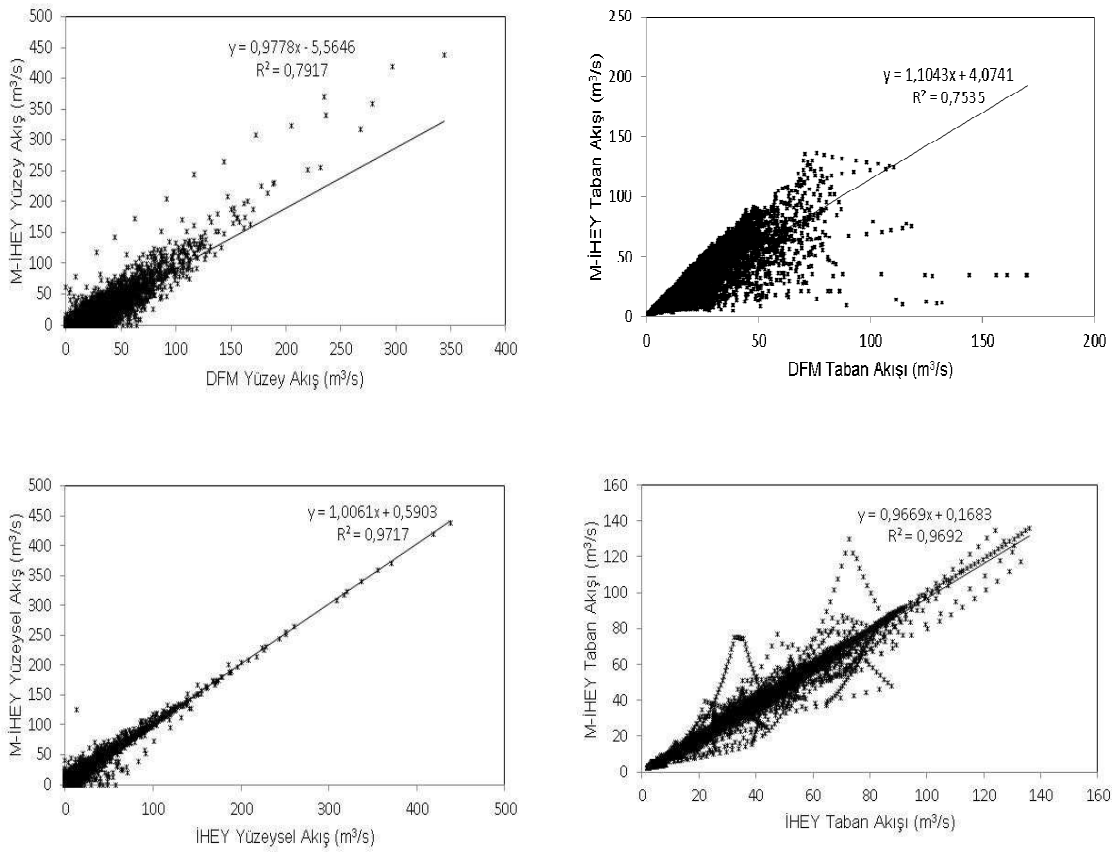 M-İHEY Yüzey Akış (m³/s)
500
450
400
350
300
250
200
150
100
50
0
y = 0,9778x - 5,5646
R² = 0,7917
0 50 100 150 200 250 300 350 400
DFM Yüzey Akış (m³/s)
M-İHEY Taban Akışı (m³/s)
250
200
150
100
50
0
y = 1,1043x + 4,0741
R² = 0,7535
0 50 100 150 200
DFM Taban Akışı (m³/s)
M-İHEY Yüzeysel Akış (m³/s)
500
450
400
350
300
250
200
150
100
50
0
y = 1,0061x + 0,5903
R² = 0,9717
0 100 200 300 400 500
İHEY Yüzeysel Akış (m³/s)
M-İHEY Taban Akışı (m³/s)
160
140
120
100
80
60
40
20
0
y = 0,9669x + 0,1683
R² = 0,9692
0 20 40 60 80 100 120 140 160
İHEY Taban Akışı (m³/s)